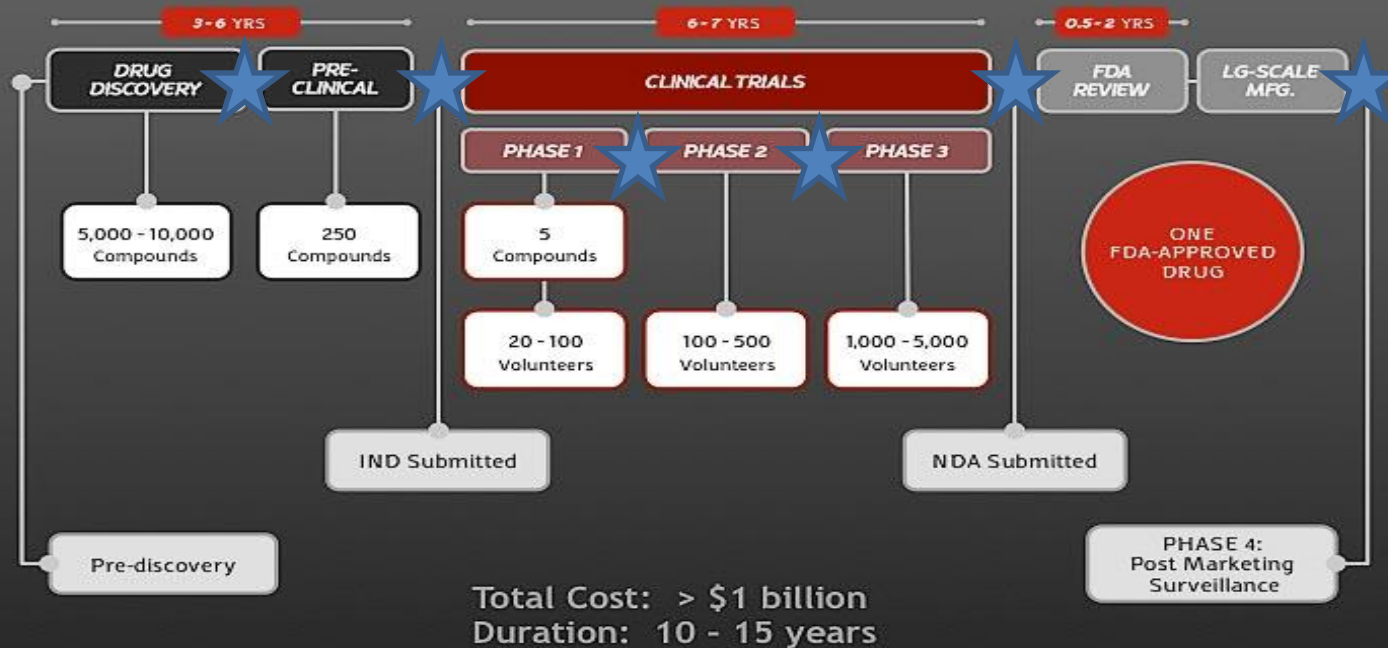 3-6 YRS
6-7 YRS
0.5-2 YRS
DRUG
DISCOVERY
PRE-
CLINICAL
CLINICAL TRIALS
FDA
REVIEW
LG-SCALE
MFG.
PHASE 1
PHASE 2
PHASE 3
5,000 - 10,000
Compounds
250
Compounds
5
Compounds
ONE
FDA-APPROVED
DRUG
20 - 100
Volunteers
100 - 500
Volunteers
1,000 - 5,000
Volunteers
IND Submitted
NDA Submitted
Pre-discovery
PHASE 4:
Post Marketing
Surveillance
Total Cost: > $1 billion
Duration: 10 - 15 years